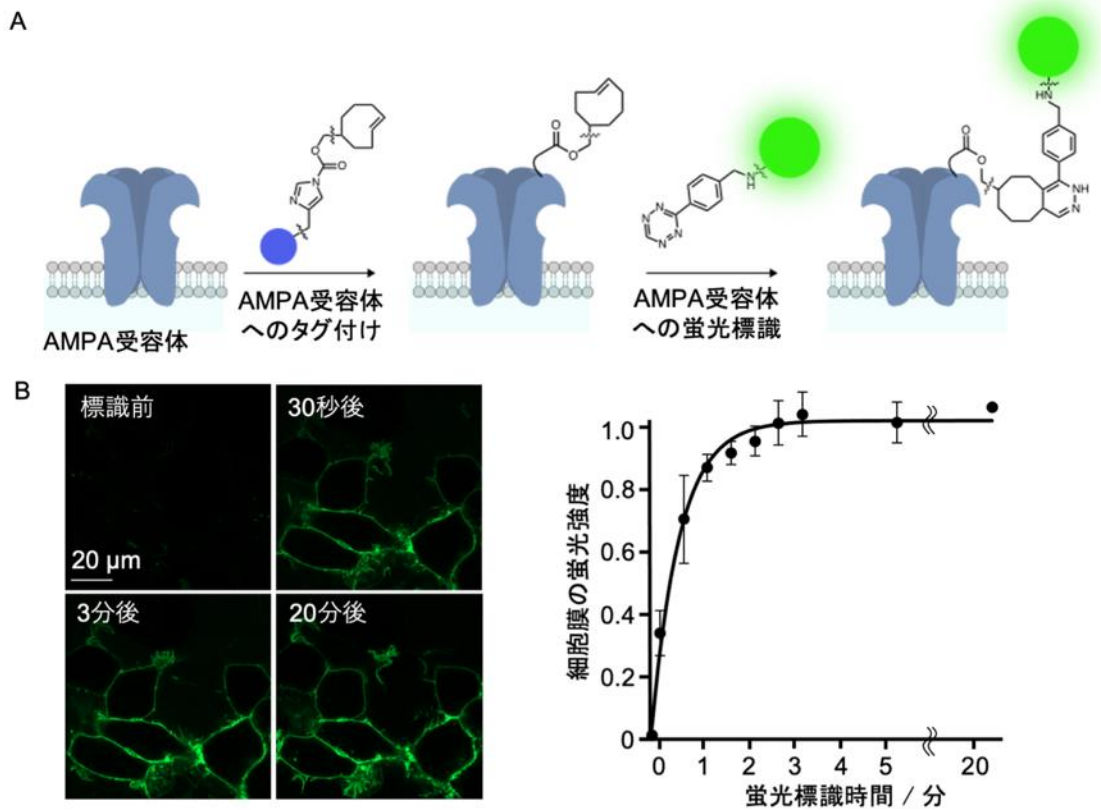 A
AMPA受容体
AMPA受容体
へのタグ付け
AMPA受容体
への蛍光標識
O
O
O
N
N
O
O
N
N
N
N
N
H
HN
O
O
NH
N
B
標識前
20 µm
30秒後
3分後
20分後
細胞膜の蛍光強度
1.0
0.8
0.6
0.4
0.2
0
0
1
2
3
4
5
20
蛍光標識時間 / 分